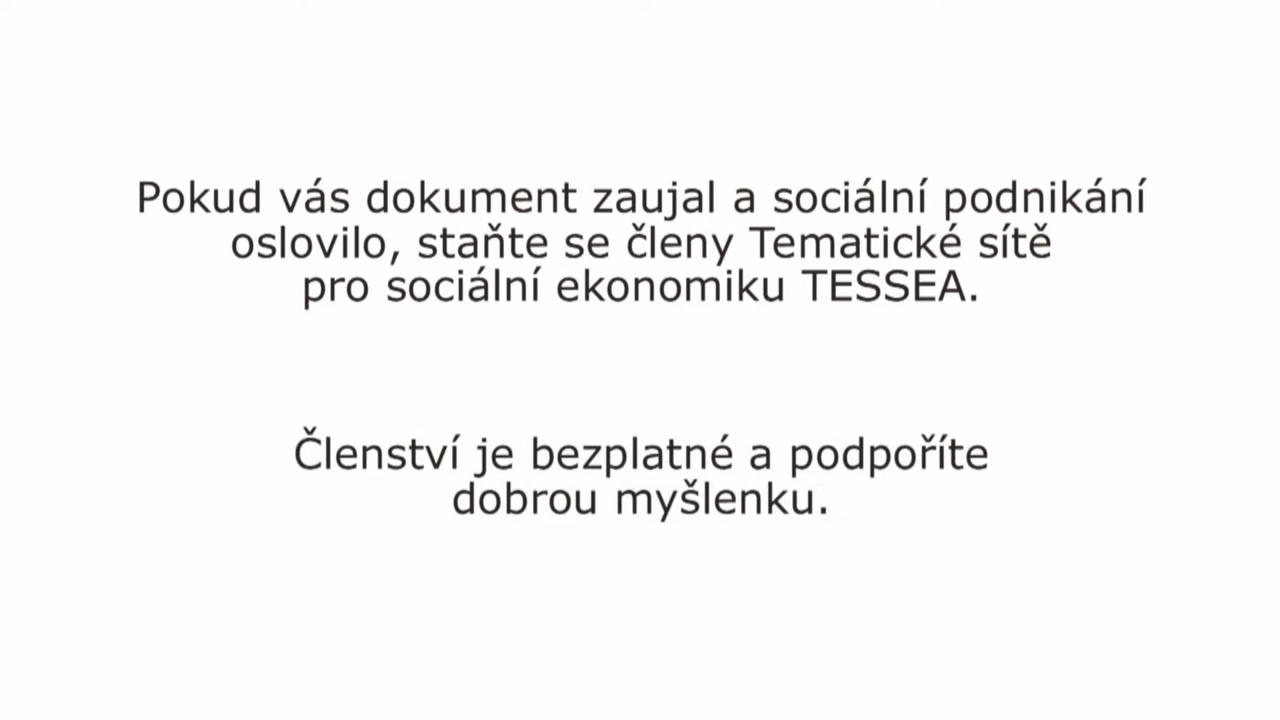 Pokud vás dokument zaujal a sociální podnikání
oslovilo, staňte se členy Tematické sítě
pro sociální ekonomiku TESSEA.
Členství je bezplatné a podpoříte
dobrou myšlenku.